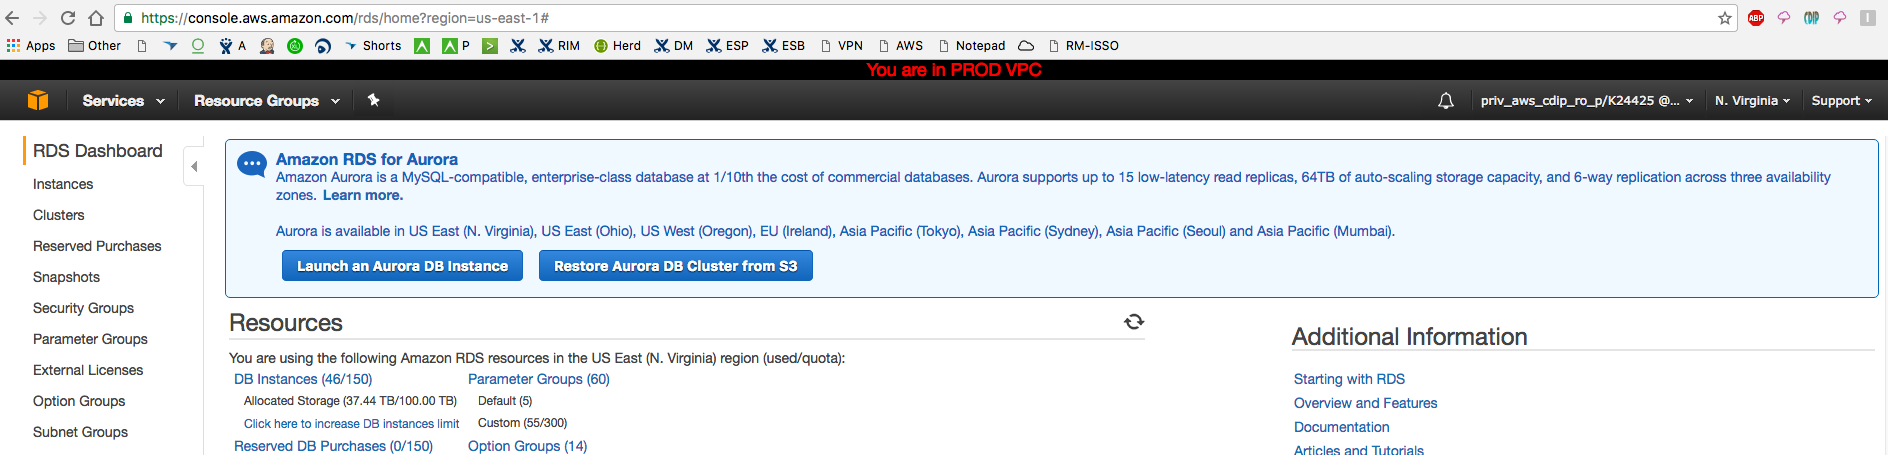 https://console.aws.amazon.com/rds/home?region=us-east-1#
ABP
CDIP
Apps Other A Shorts A A P > RIM Herd DM ESP ESB VPN AWS Notepad RM-ISSO
You are in PROD VPC
Services Resource Groups priv_aws_cdip_ro_p/K24425 @... N. Virginia Support
RDS Dashboard
Instances
Clusters
Reserved Purchases
Snapshots
Security Groups
Parameter Groups
External Licenses
Option Groups
Subnet Groups
Amazon RDS for Aurora
Amazon Aurora is a MySQL-compatible, enterprise-class database at 1/10th the cost of commercial databases. Aurora supports up to 15 low-latency read replicas, 64TB of auto-scaling storage capacity, and 6-way replication across three availability
zones. Learn more.
Aurora is available in US East (N. Virginia), US East (Ohio), US West (Oregon), EU (Ireland), Asia Pacific (Tokyo), Asia Pacific (Sydney), Asia Pacific (Seoul) and Asia Pacific (Mumbai).
Launch an Aurora DB Instance Restore Aurora DB Cluster from S3
Resources
You are using the following Amazon RDS resources in the US East (N. Virginia) region (used/quota):
DB Instances (46/150)
Allocated Storage (37.44 TB/100.00 TB)
Click here to increase DB instances limit
Reserved DB Purchases (0/150)
Parameter Groups (60)
Default (5)
Custom (55/300)
Option Groups (14)
Additional Information
Starting with RDS
Overview and Features
Documentation
Articles and Tutorials